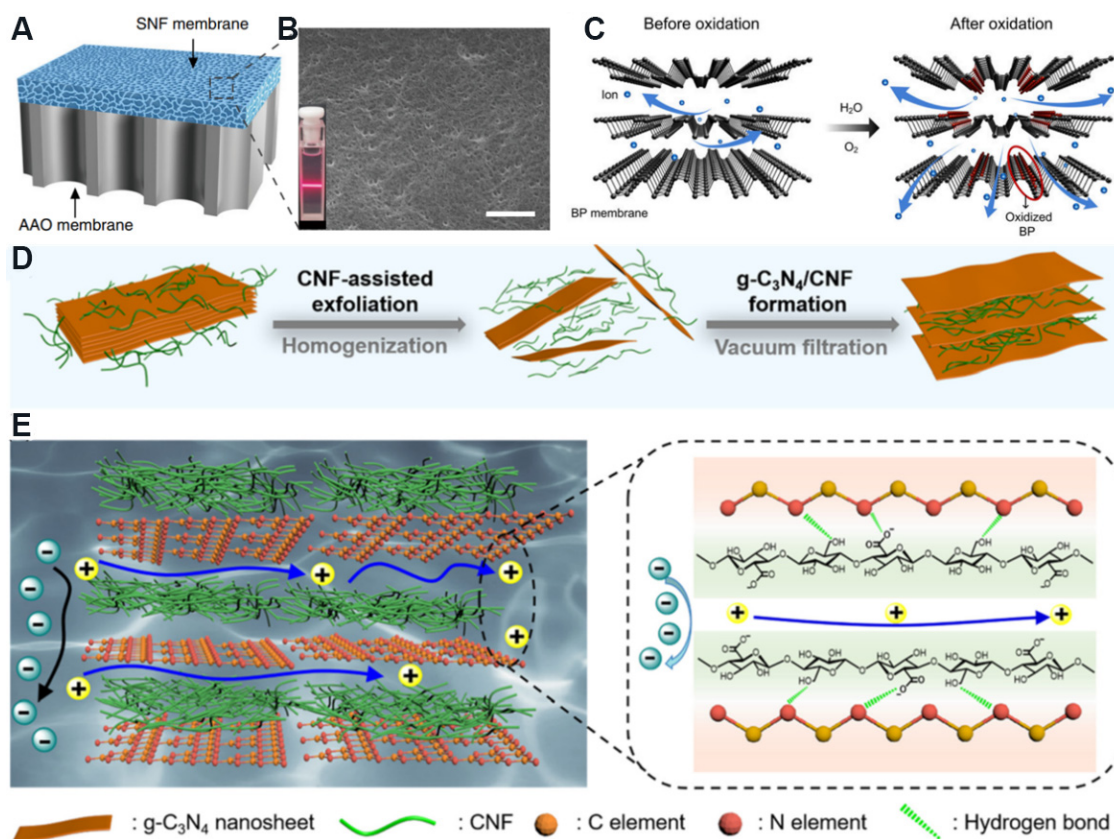 A
SNF membrane
AAO membrane
B
C
Before oxidation
After oxidation
Ion
H₂O
O₂
BP membrane
Oxidized
BP
D
CNF-assisted
exfoliation
Homogenization
g-C₃N₄/CNF
formation
Vacuum filtration
E
: g-C₃N₄ nanosheet
: CNF
: C element
: N element
: Hydrogen bond